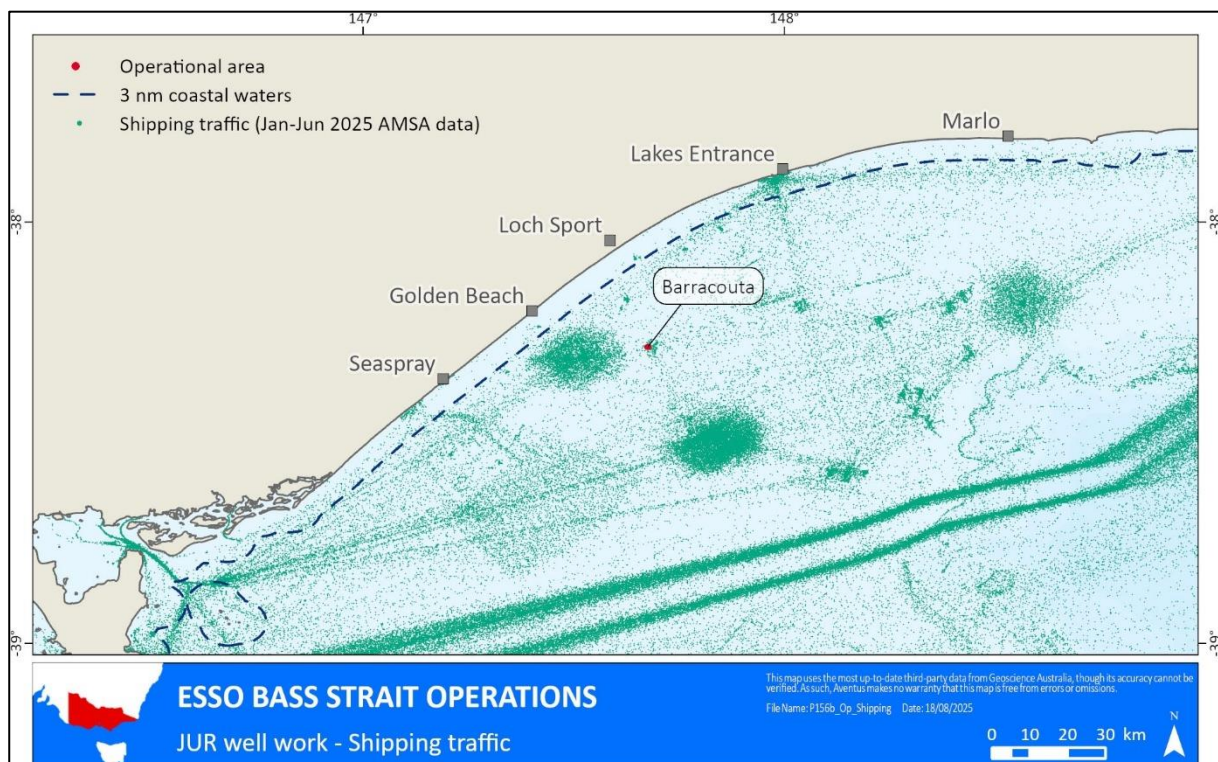 147°
148°
Operational area
3 nm coastal waters
Shipping traffic (Jan-Jun 2025 AMSA data)
Marlo
Lakes Entrance
-38°
-38°
Loch Sport
Barracouta
Golden Beach
Seaspray
-39°
-39°
ESSO BASS STRAIT OPERATIONS
JUR well work - Shipping traffic
This map uses the most up-to-date third-party data from Geoscience Australia, though its accuracy cannot be
verified. As such, Aventus makes no warranty that this map is free from errors or omissions.
File Name: P156b_Op_Shipping Date: 18/08/2025
N
0 10 20 30 km